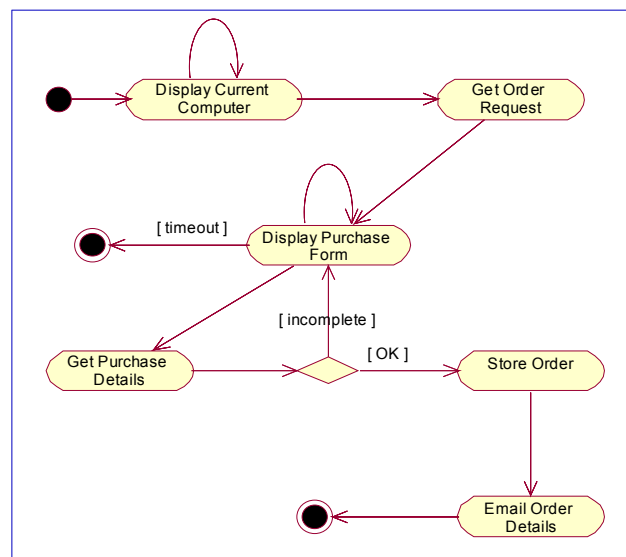 Display Current
Computer
Get Order
Request
[ timeout ]
Display Purchase
Form
[ incomplete ]
[ OK ]
Get Purchase
Details
Store Order
Email Order
Details